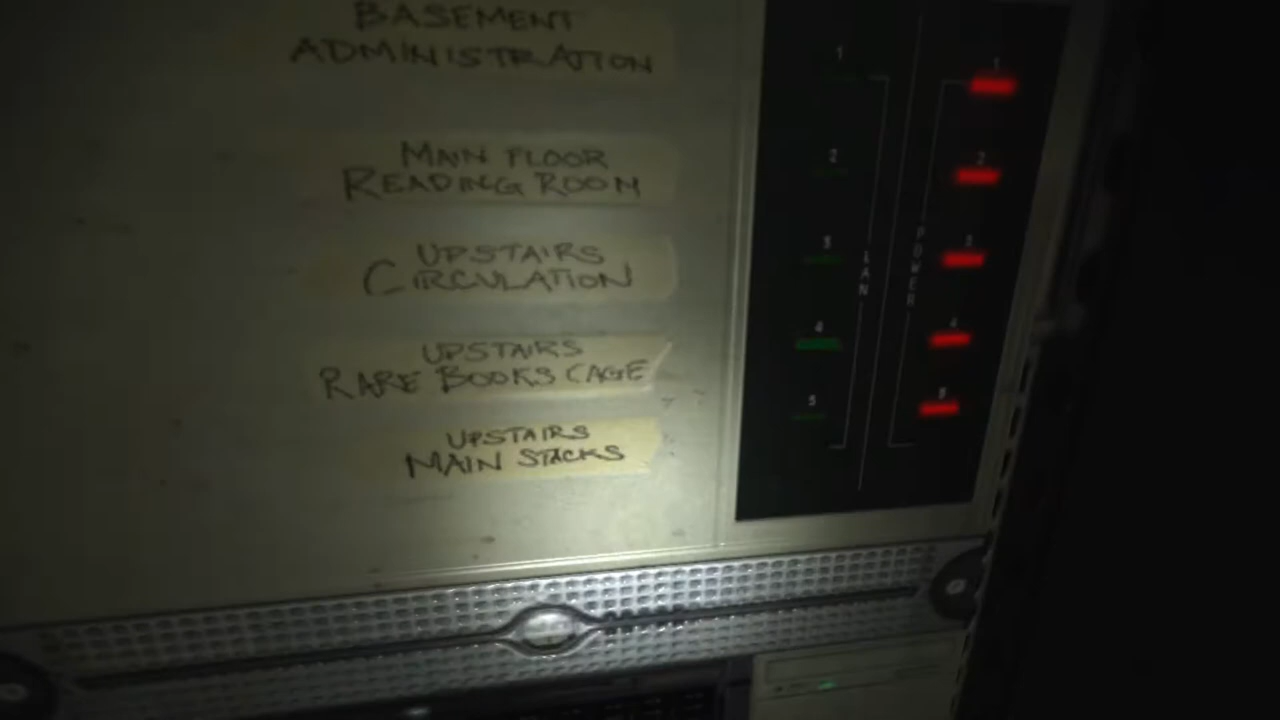 BASEMENT
ADMINISTRATION
MAIN FLOOR
READING ROOM
UPSTAIRS
CIRCULATION
UPSTAIRS
RARE BOOKS CAGE
UPSTAIRS
MAIN STACKS
1
2
3
4
5
LAN
POWER
1
2
3
4
5